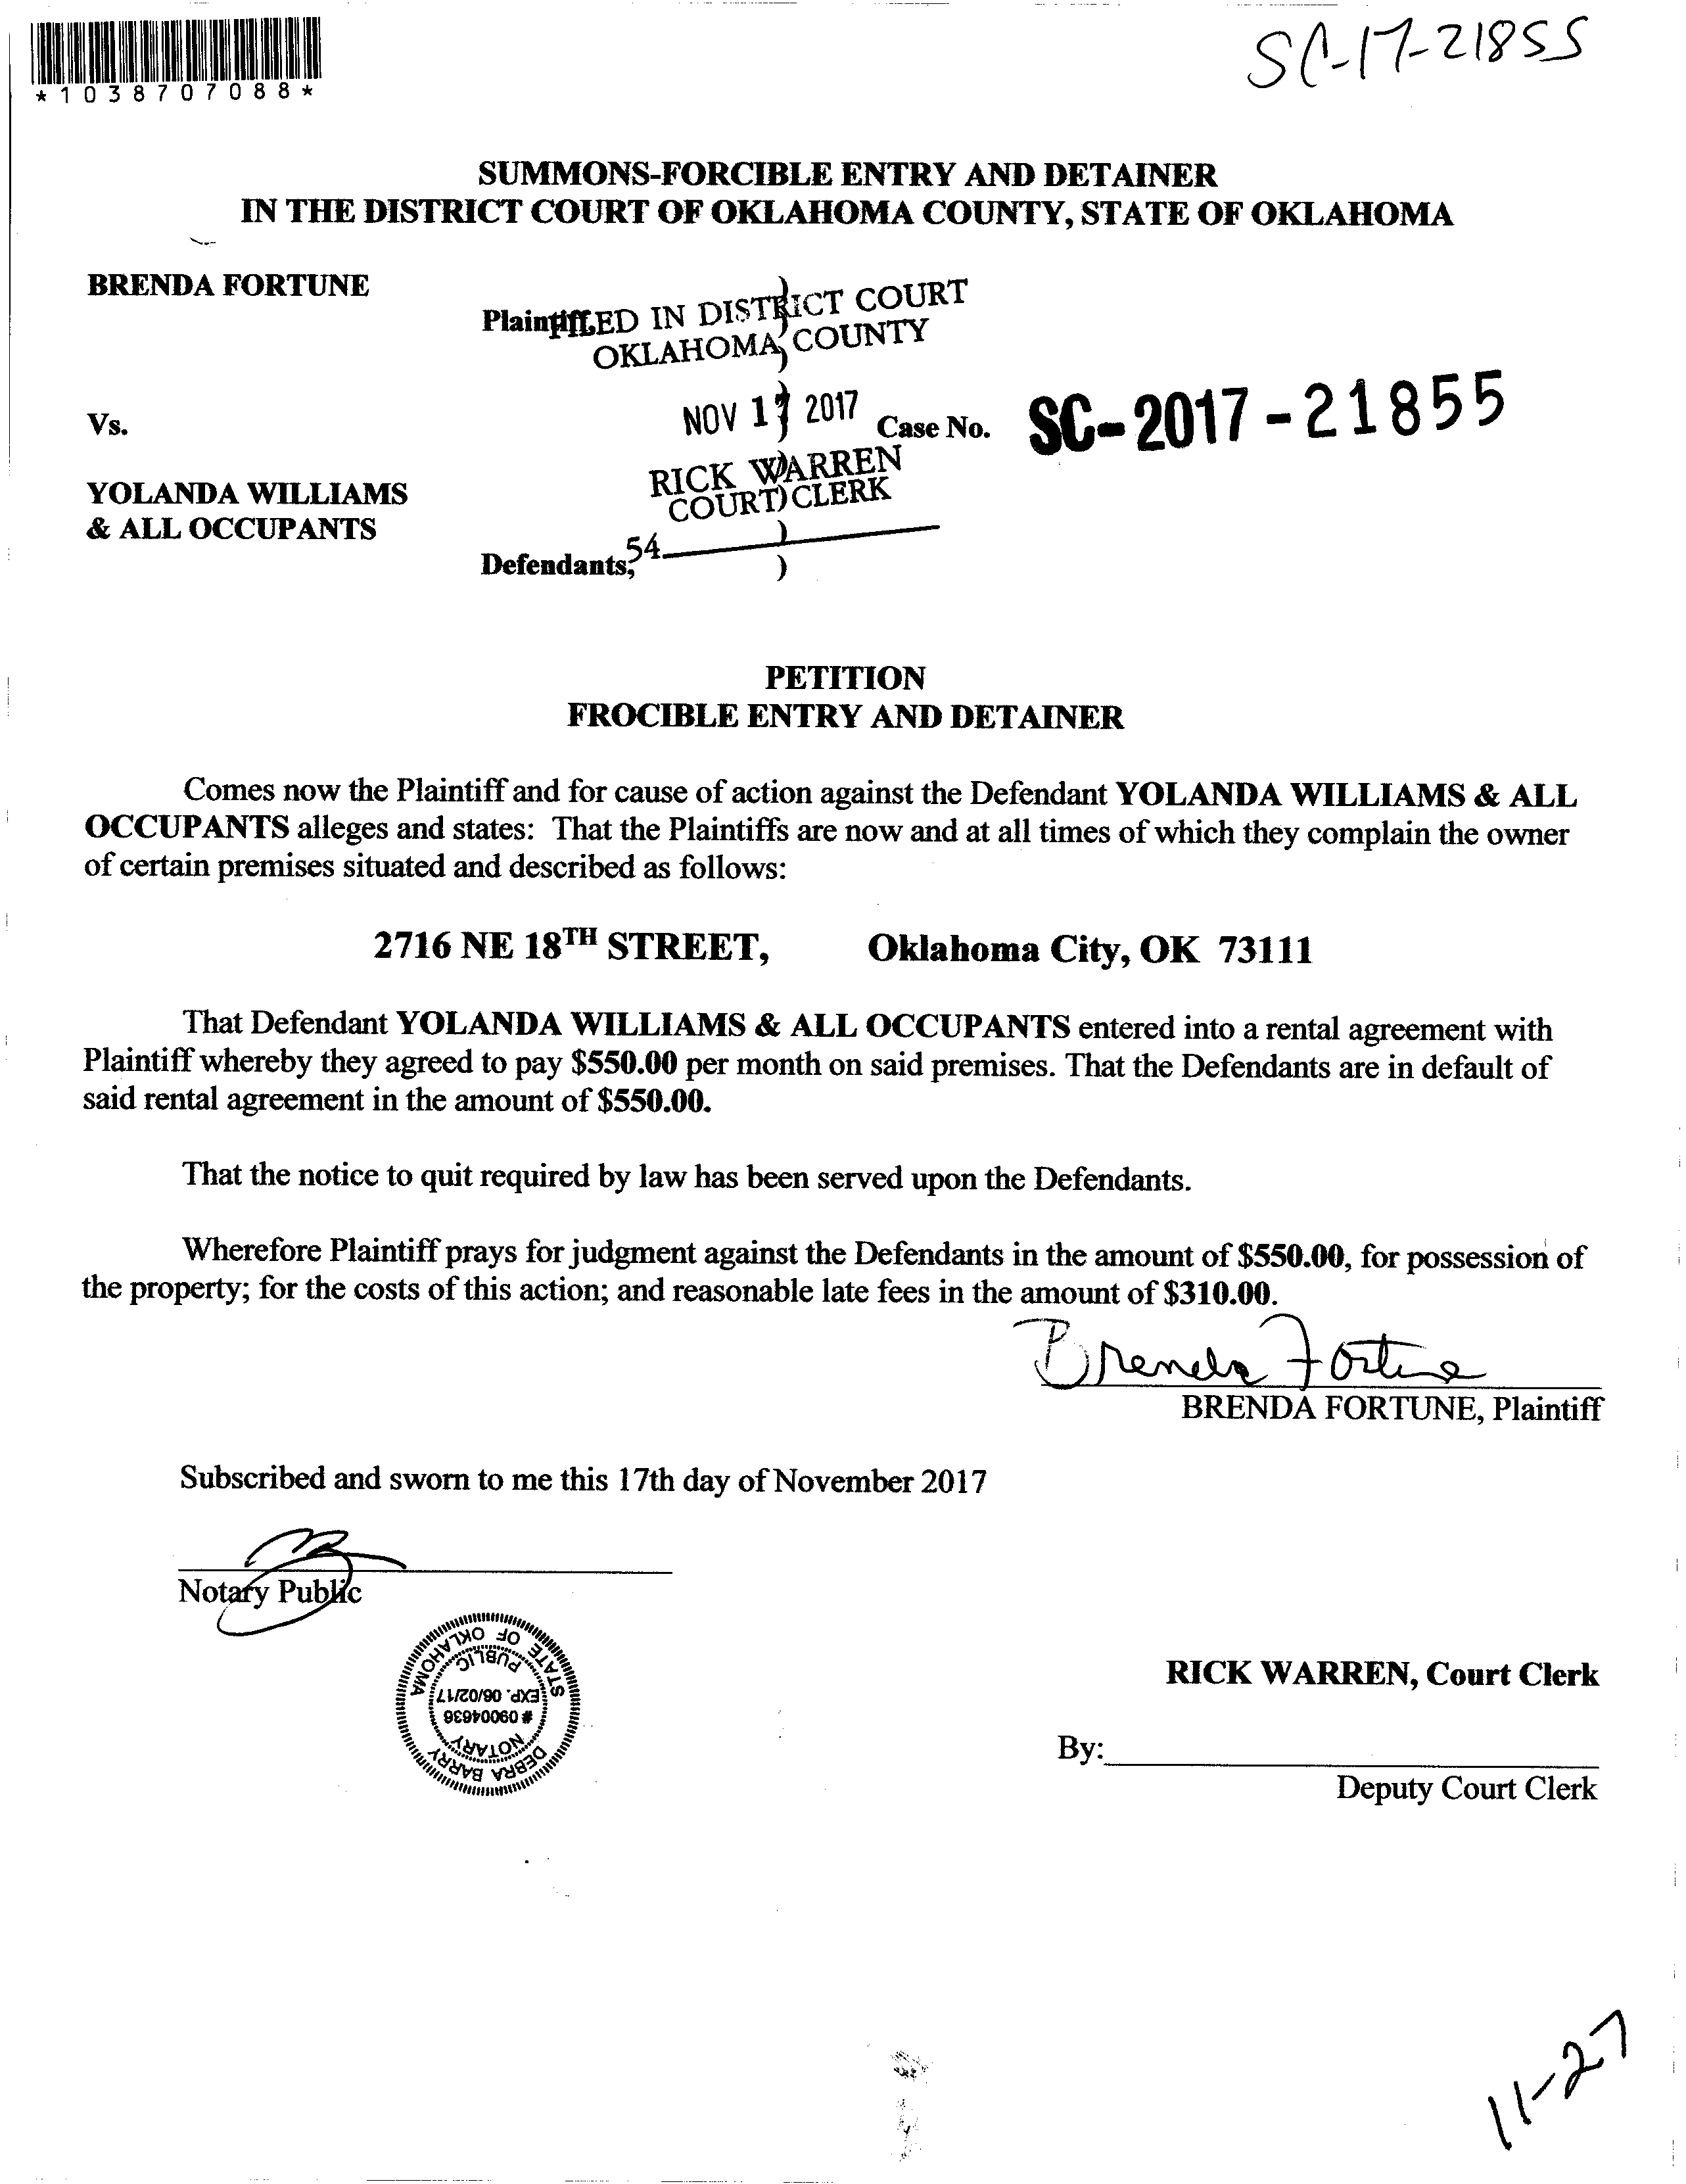 *1038707088*
SC-17-21855
SUMMONS-FORCIBLE ENTRY AND DETAINER
IN THE DISTRICT COURT OF OKLAHOMA COUNTY, STATE OF OKLAHOMA
BRENDA FORTUNE )
Plaintiff, )
FILED IN DISTRICT COURT
OKLAHOMA COUNTY
NOV 17 2017
Vs. ) Case No. SC-2017-21855
RICK WARREN
COURT CLERK
YOLANDA WILLIAMS )
& ALL OCCUPANTS )
54
Defendants, )
PETITION
FROCIBLE ENTRY AND DETAINER
Comes now the Plaintiff and for cause of action against the Defendant YOLANDA WILLIAMS & ALL
OCCUPANTS alleges and states: That the Plaintiffs are now and at all times of which they complain the owner
of certain premises situated and described as follows:
2716 NE 18TH STREET, Oklahoma City, OK 73111
That Defendant YOLANDA WILLIAMS & ALL OCCUPANTS entered into a rental agreement with
Plaintiff whereby they agreed to pay $550.00 per month on said premises. That the Defendants are in default of
said rental agreement in the amount of $550.00.
That the notice to quit required by law has been served upon the Defendants.
Wherefore Plaintiff prays for judgment against the Defendants in the amount of $550.00, for possession of
the property; for the costs of this action; and reasonable late fees in the amount of $310.00.
Brenda Fortune
BRENDA FORTUNE, Plaintiff
Subscribed and sworn to me this 17th day of November 2017
Notary Public
DEBRA BARRY
NOTARY
# 09004636
EXP. 06/02/17
PUBLIC
STATE OF OKLAHOMA
RICK WARREN, Court Clerk
By:
Deputy Court Clerk
11-27